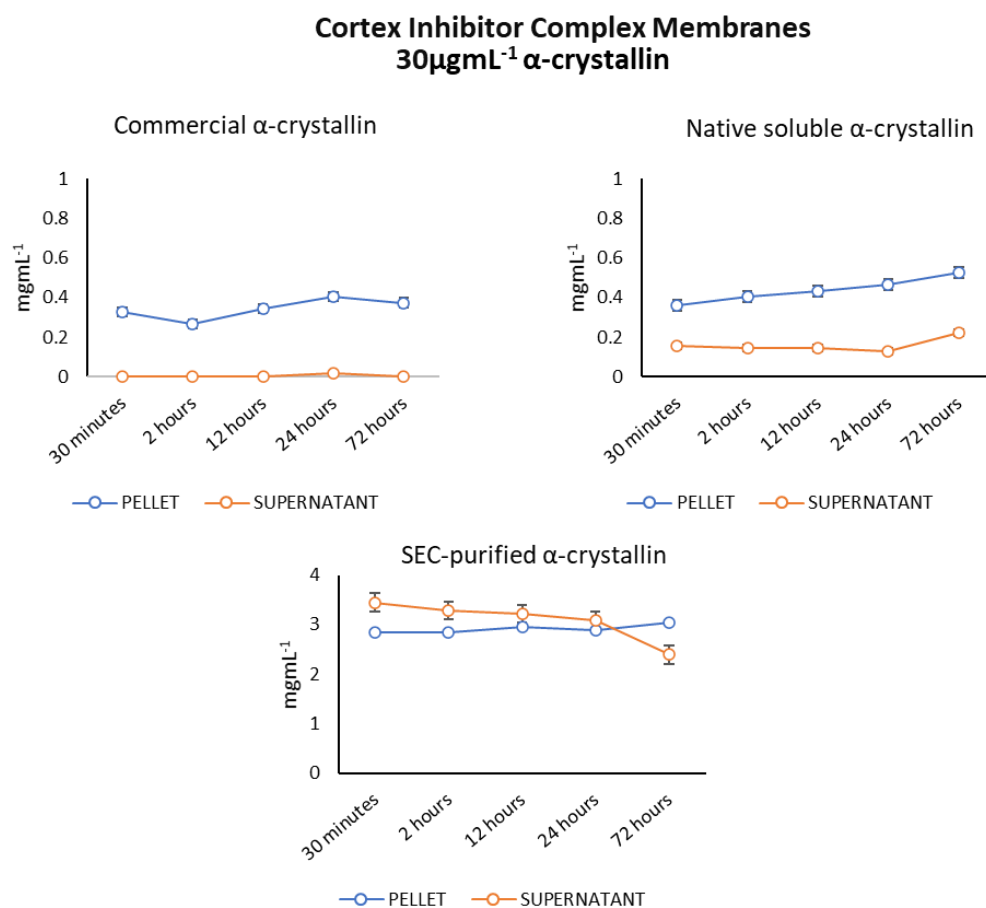 Cortex Inhibitor Complex Membranes
30µgmL⁻¹ α-crystallin
Commercial α-crystallin
1
0.8
0.6
0.4
0.2
0
mgmL⁻¹
30 minutes
2 hours
12 hours
24 hours
72 hours
PELLET SUPERNATANT
Native soluble α-crystallin
1
0.8
0.6
0.4
0.2
0
mgmL⁻¹
30 minutes
2 hours
12 hours
24 hours
72 hours
PELLET SUPERNATANT
SEC-purified α-crystallin
4
3
2
1
0
mgmL⁻¹
30 minutes
2 hours
12 hours
24 hours
72 hours
PELLET SUPERNATANT